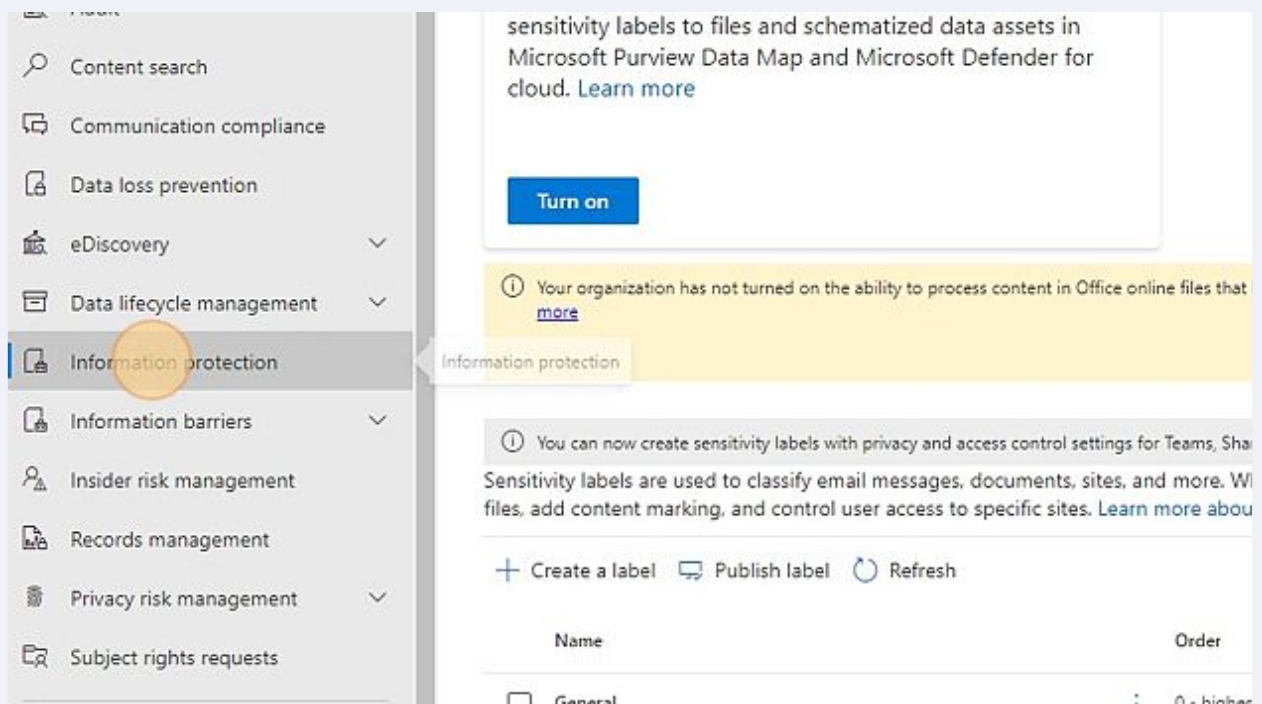 Audit
Content search
Communication compliance
Data loss prevention
eDiscovery
Data lifecycle management
Information protection
Information barriers
Insider risk management
Records management
Privacy risk management
Subject rights requests
sensitivity labels to files and schematized data assets in
Microsoft Purview Data Map and Microsoft Defender for
cloud. Learn more
Turn on
Your organization has not turned on the ability to process content in Office online files that
more
Information protection
You can now create sensitivity labels with privacy and access control settings for Teams, Sha
Sensitivity labels are used to classify email messages, documents, sites, and more. W
files, add content marking, and control user access to specific sites. Learn more abou
Create a label Publish label Refresh
Name Order
General 0 - highes